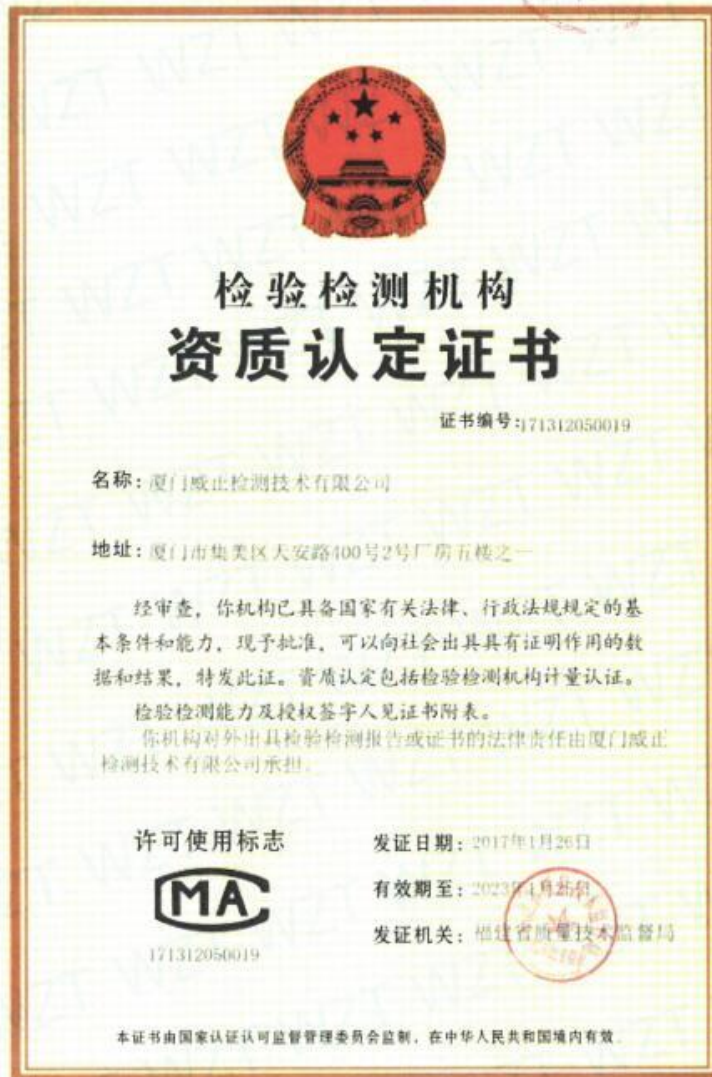 检验检测机构
资质认定证书
证书编号:171312050019
名称:厦门威正检测技术有限公司
地址:厦门市集美区天安路400号2号厂房五楼之一
经审查,你机构已具备国家有关法律、行政法规规定的基
本条件和能力,现予批准,可以向社会出具具有证明作用的数
据和结果,特发此证。资质认定包括检验检测机构计量认证。
检验检测能力及授权签字人见证书附表。
你机构对外出具检验检测报告或证书的法律责任由厦门威正
检测技术有限公司承担。
许可使用标志
发证日期:2017年1月26日
CMA
有效期至:2023年1月25日
171312050019
发证机关:福建省质量技术监督局
本证书由国家认证认可监督管理委员会监制,在中华人民共和国境内有效。
WZT